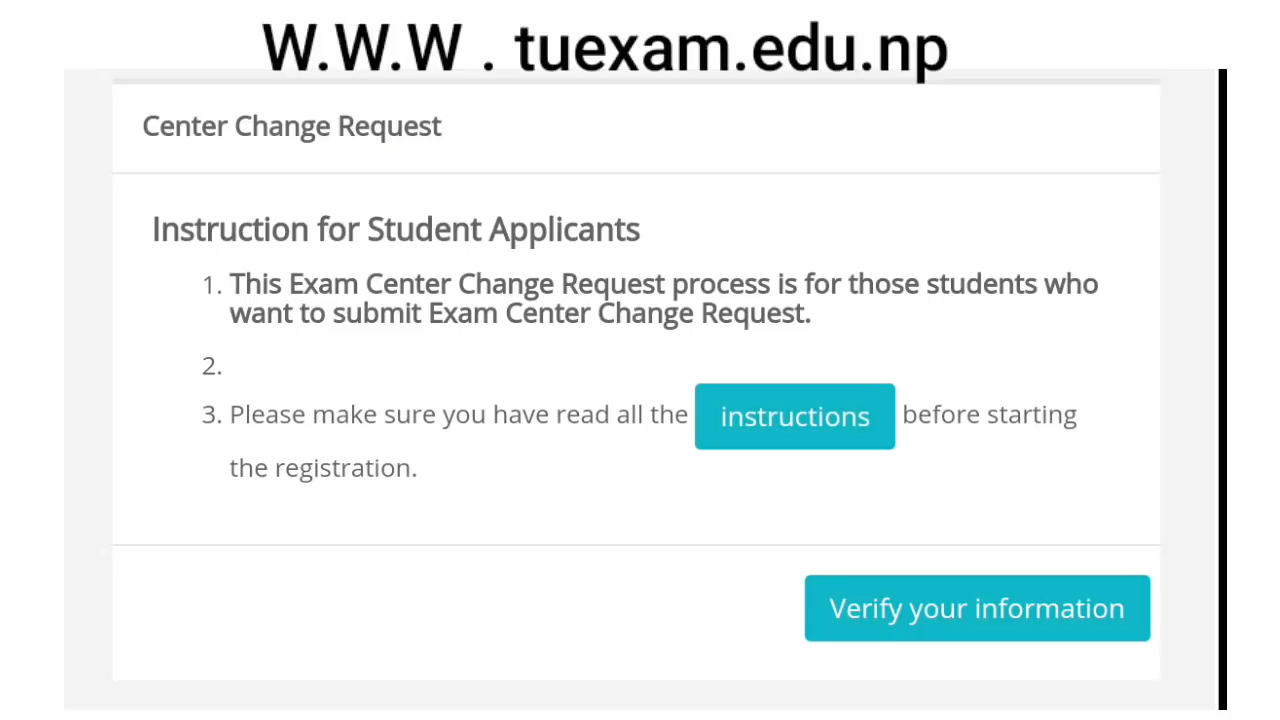 W.W.W . tuexam.edu.np
Center Change Request
Instruction for Student Applicants
1. This Exam Center Change Request process is for those students who
want to submit Exam Center Change Request.
2.
3. Please make sure you have read all the instructions before starting
the registration.
Verify your information